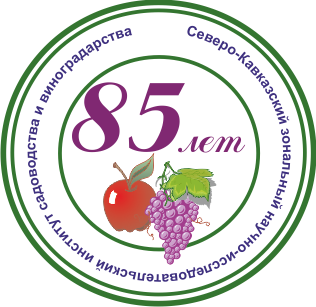 Северо-Кавказский зональный научно-исследовательский институт садоводства и виноградарства
85 лет